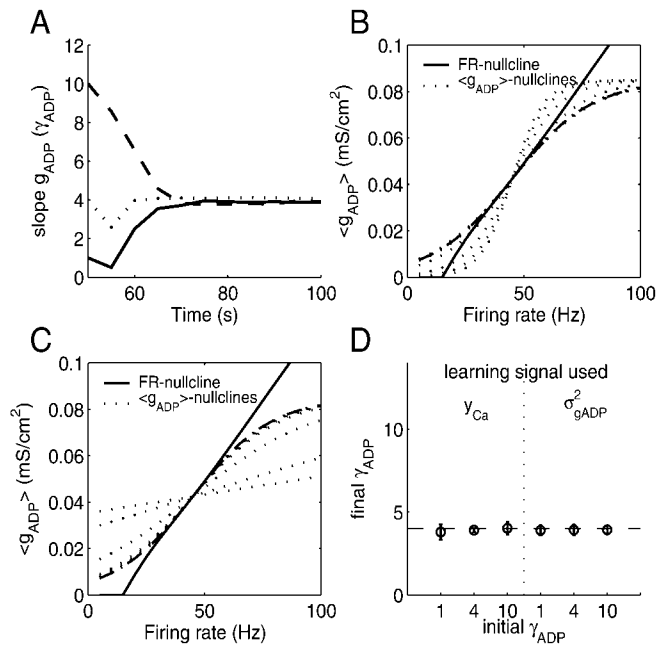 A
12
10
8
6
4
2
0
60
80
100
slope g_ADP (γ_ADP)
Time (s)
B
0.1
0.08
0.06
0.04
0.02
0
0
50
100
<g_ADP> (mS/cm²)
Firing rate (Hz)
FR-nullcline
<g_ADP>-nullclines
C
0.1
0.08
0.06
0.04
0.02
0
0
50
100
<g_ADP> (mS/cm²)
Firing rate (Hz)
FR-nullcline
<g_ADP>-nullclines
D
learning signal used
y_Ca
σ²_gADP
10
5
0
final γ_ADP
1 4 10 1 4 10
initial γ_ADP